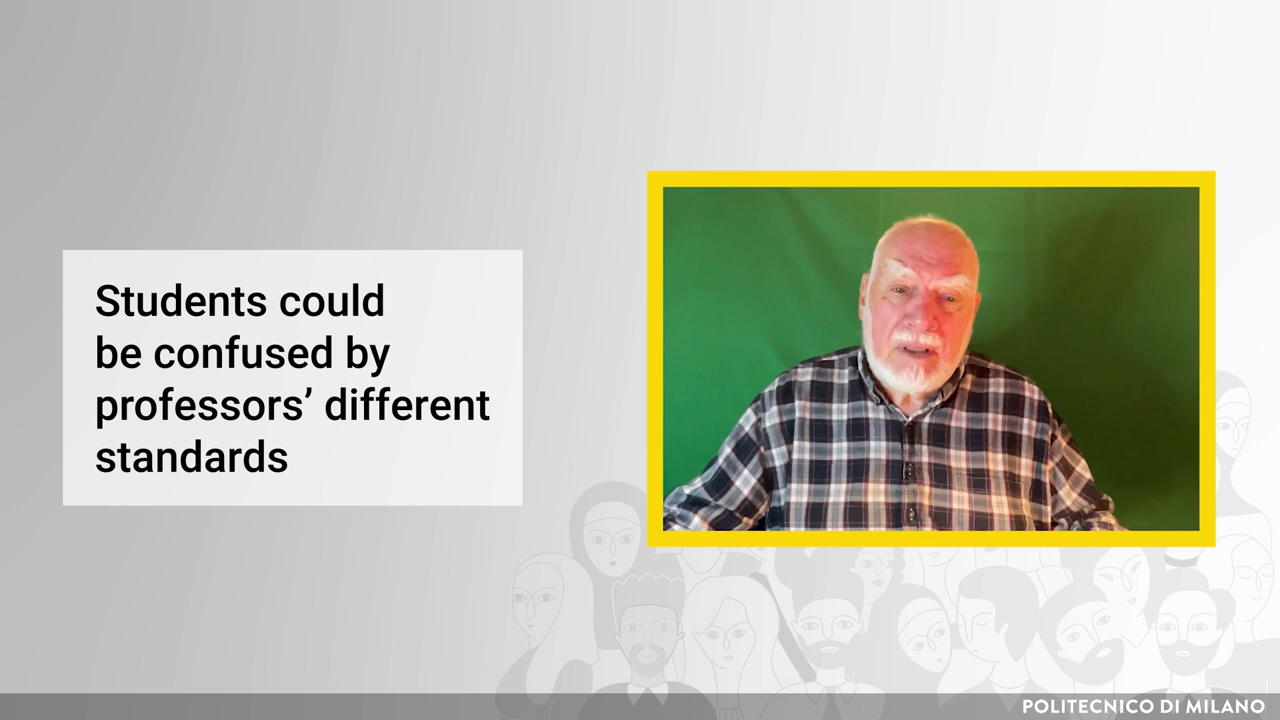 Students could
be confused by
professors’ different
standards
POLITECNICO DI MILANO